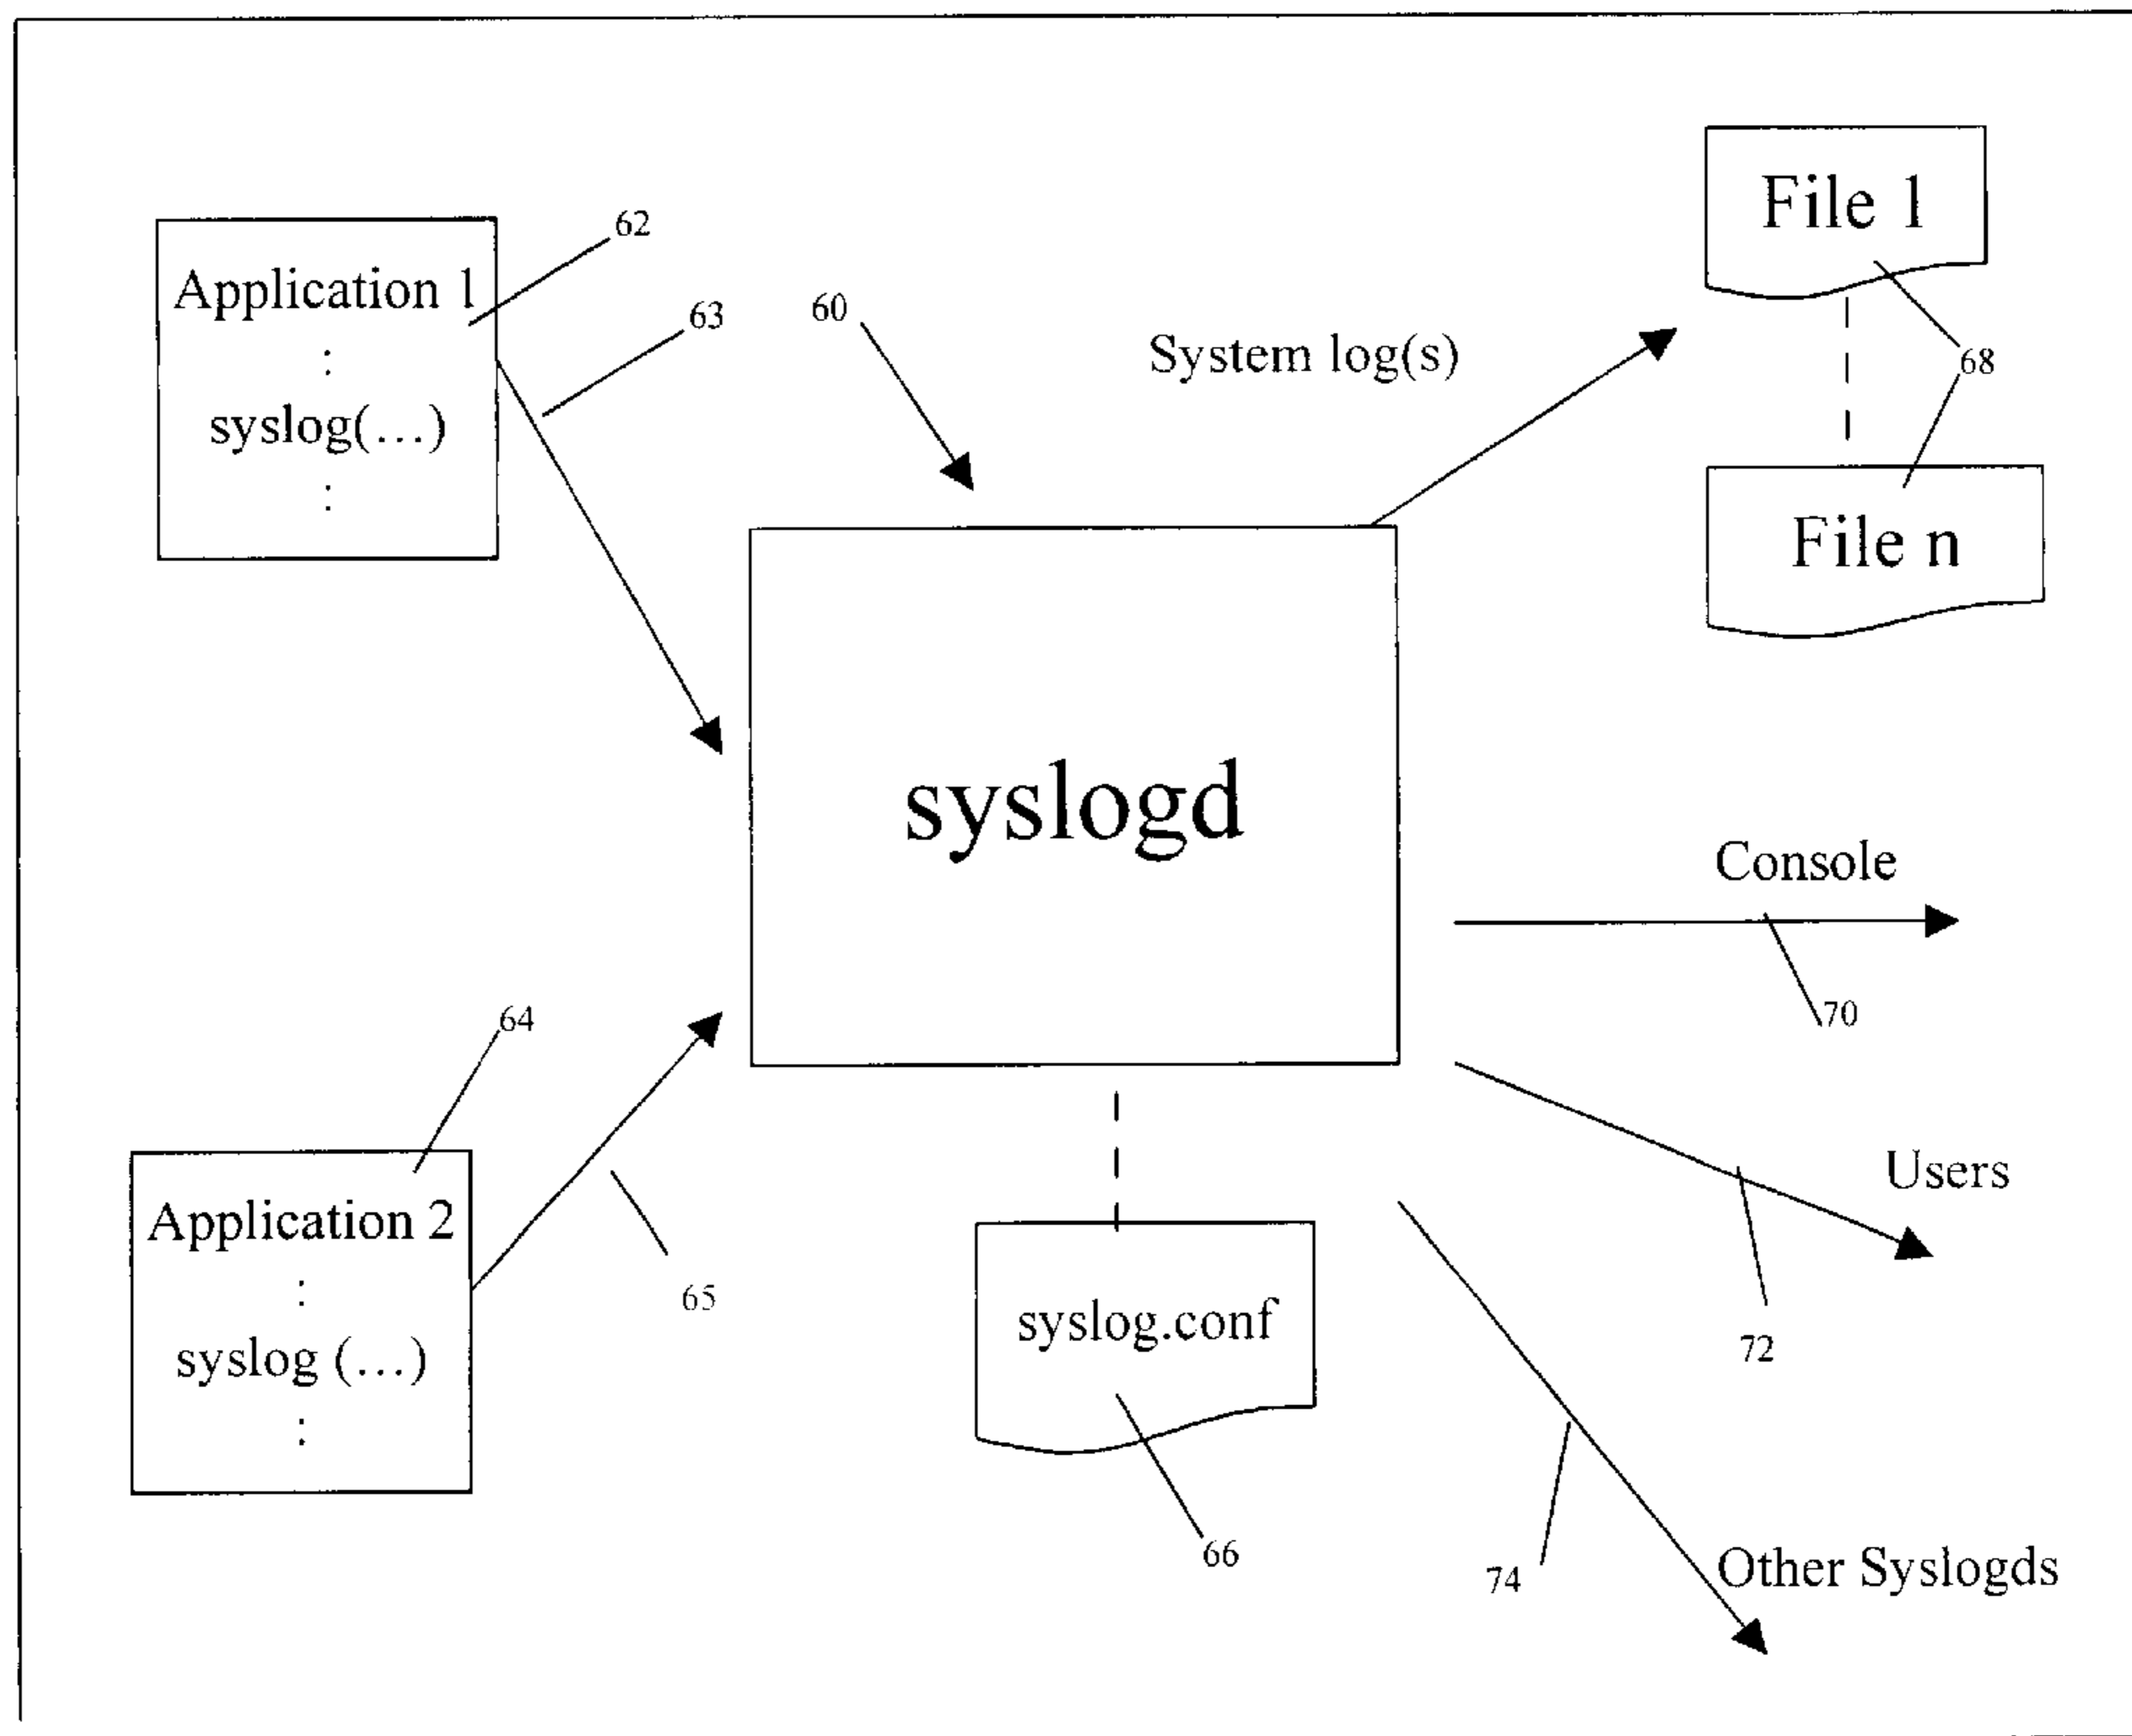 File 1
62
Application 1
:
syslog(...)
:
63
60
System log(s)
68
File n
syslogd
Console
70
64
Application 2
:
syslog (...)
:
65
Users
72
syslog.conf
66
74
Other Syslogds